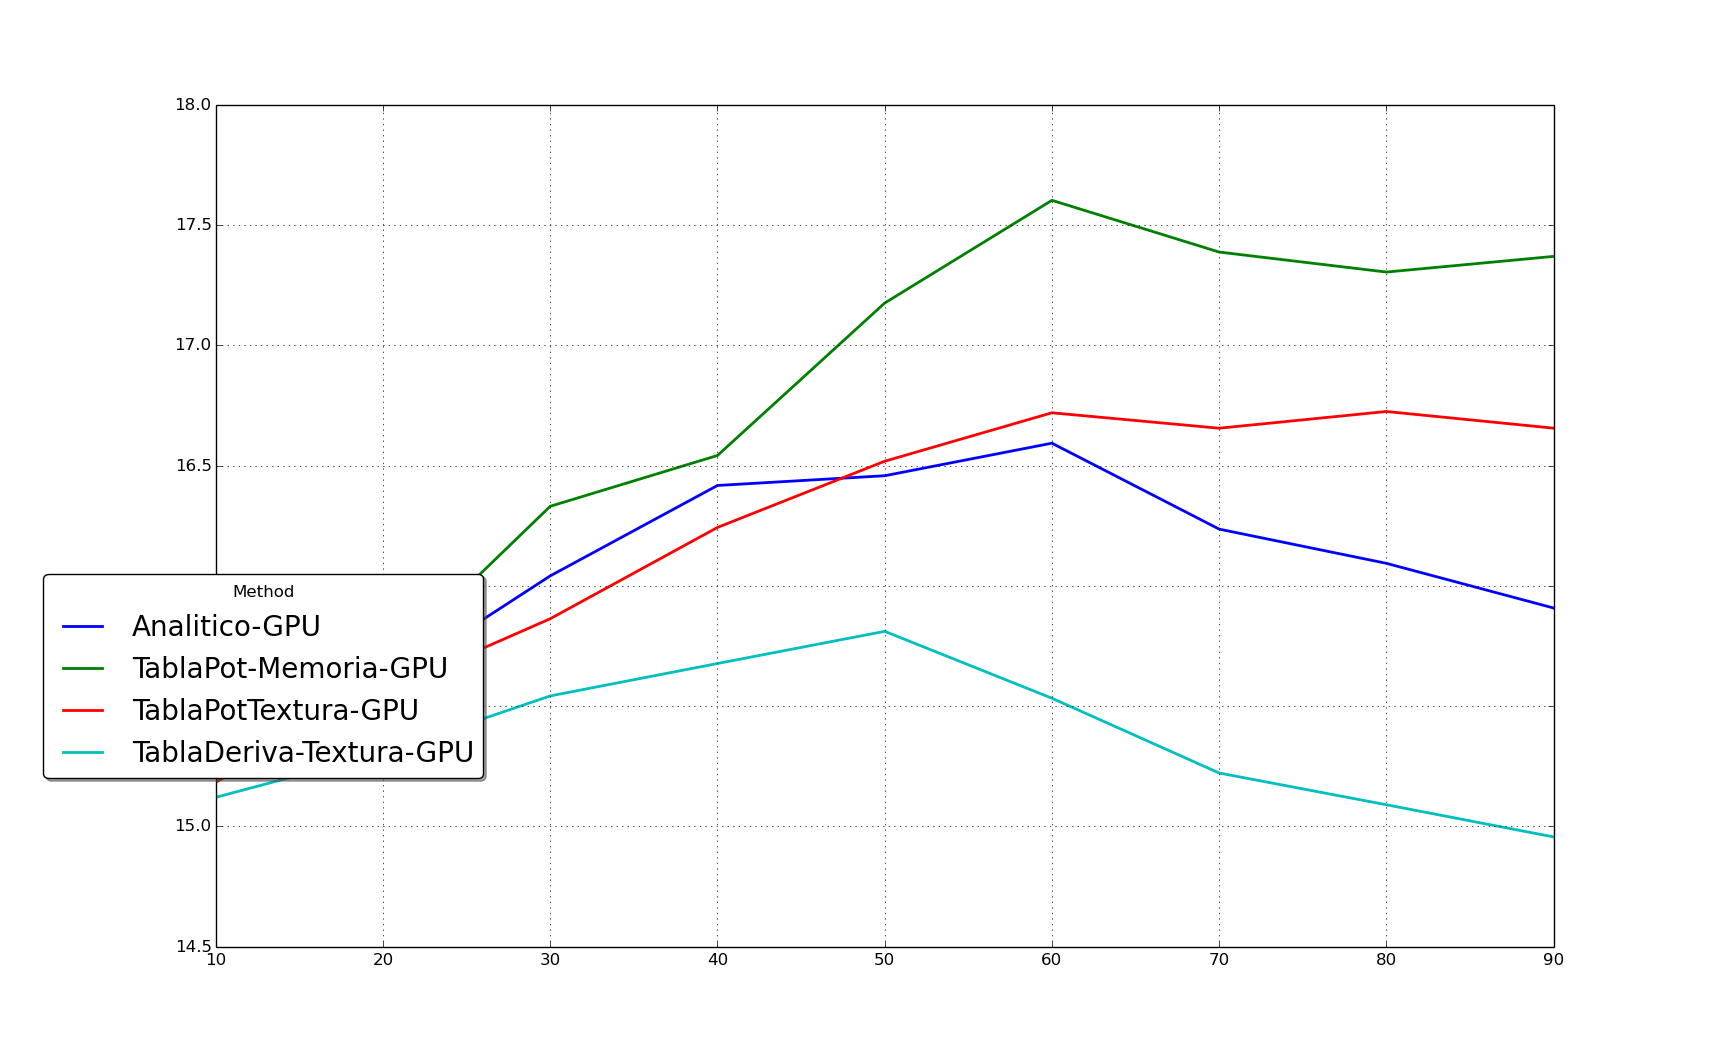 18.0
17.5
17.0
16.5
Method
Analitico-GPU
TablaPot-Memoria-GPU
TablaPotTextura-GPU
TablaDeriva-Textura-GPU
15.0
14.5
10 20 30 40 50 60 70 80 90